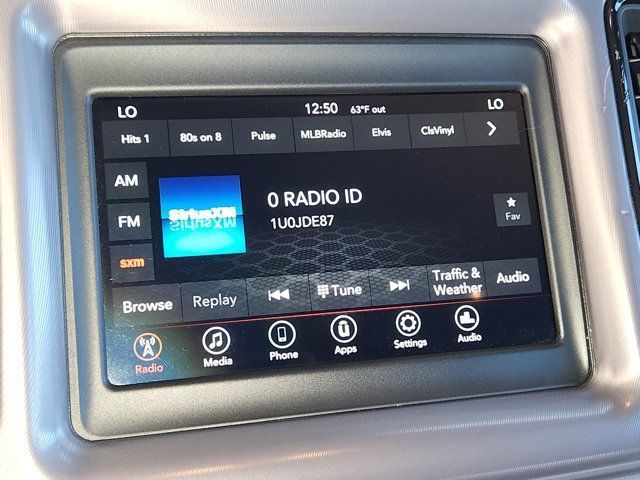 LO 12:50 63°F out LO
Hits 1 80s on 8 Pulse MLBRadio Elvis ClsVinyl
AM
FM
sxm
SiriusXM
0 RADIO ID
1U0JDE87
Fav
Browse Replay Tune Traffic & Weather Audio
Radio Media Phone Apps Settings Audio